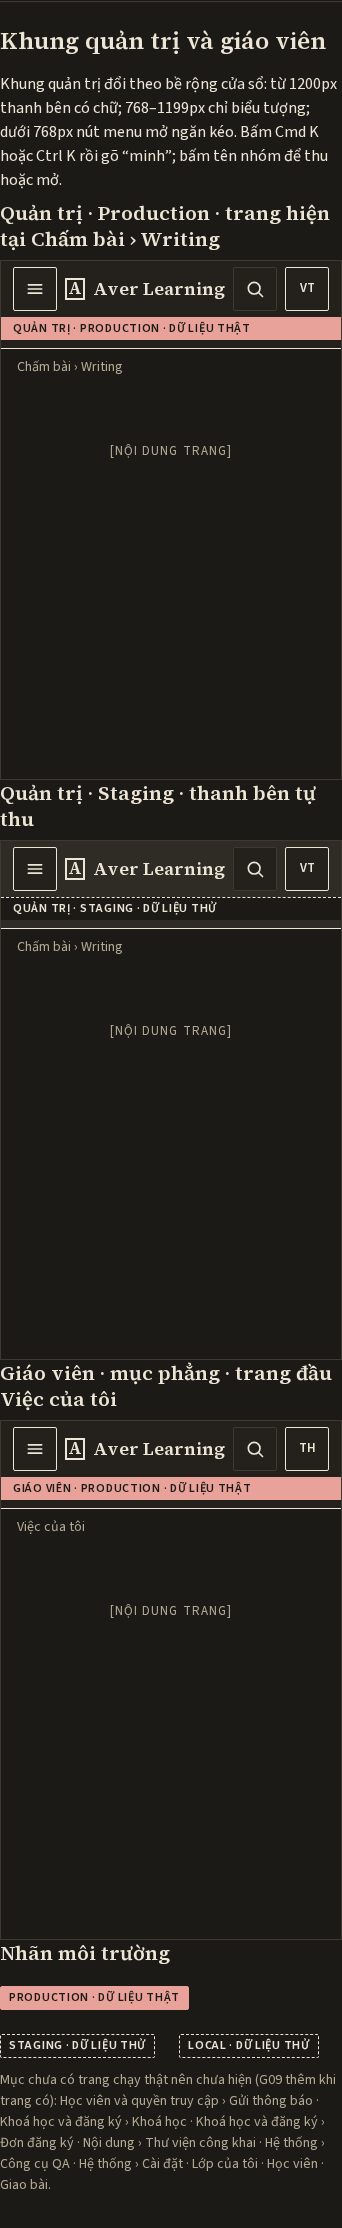 Khung quản trị và giáo viên
Khung quản trị đổi theo bề rộng cửa sổ: từ 1200px
thanh bên có chữ; 768–1199px chỉ biểu tượng;
dưới 768px nút menu mở ngăn kéo. Bấm Cmd K
hoặc Ctrl K rồi gõ “minh”; bấm tên nhóm để thu
hoặc mở.
Quản trị · Production · trang hiện
tại Chấm bài › Writing
A Aver Learning VT
QUẢN TRỊ · PRODUCTION · DỮ LIỆU THẬT
Chấm bài › Writing
[NỘI DUNG TRANG]
Quản trị · Staging · thanh bên tự
thu
A Aver Learning VT
QUẢN TRỊ · STAGING · DỮ LIỆU THỬ
Chấm bài › Writing
[NỘI DUNG TRANG]
Giáo viên · mục phẳng · trang đầu
Việc của tôi
A Aver Learning TH
GIÁO VIÊN · PRODUCTION · DỮ LIỆU THẬT
Việc của tôi
[NỘI DUNG TRANG]
Nhãn môi trường
PRODUCTION · DỮ LIỆU THẬT
STAGING · DỮ LIỆU THỬ LOCAL · DỮ LIỆU THỬ
Mục chưa có trang chạy thật nên chưa hiện (G09 thêm khi
trang có): Học viên và quyền truy cập › Gửi thông báo ·
Khoá học và đăng ký › Khoá học · Khoá học và đăng ký ›
Đơn đăng ký · Nội dung › Thư viện công khai · Hệ thống ›
Công cụ QA · Hệ thống › Cài đặt · Lớp của tôi · Học viên ·
Giao bài.